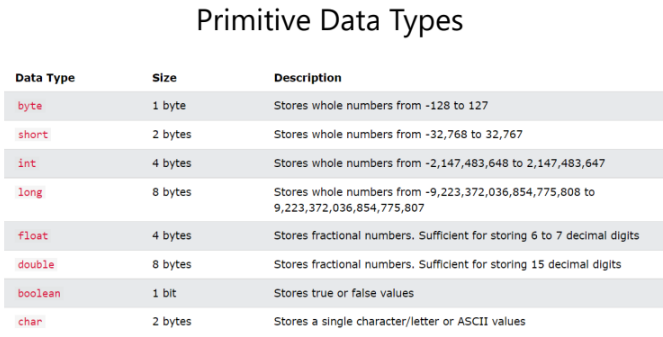 Primitive Data Types
Data Type Size Description
byte 1 byte Stores whole numbers from -128 to 127
short 2 bytes Stores whole numbers from -32,768 to 32,767
int 4 bytes Stores whole numbers from -2,147,483,648 to 2,147,483,647
long 8 bytes Stores whole numbers from -9,223,372,036,854,775,808 to
9,223,372,036,854,775,807
float 4 bytes Stores fractional numbers. Sufficient for storing 6 to 7 decimal digits
double 8 bytes Stores fractional numbers. Sufficient for storing 15 decimal digits
boolean 1 bit Stores true or false values
char 2 bytes Stores a single character/letter or ASCII values